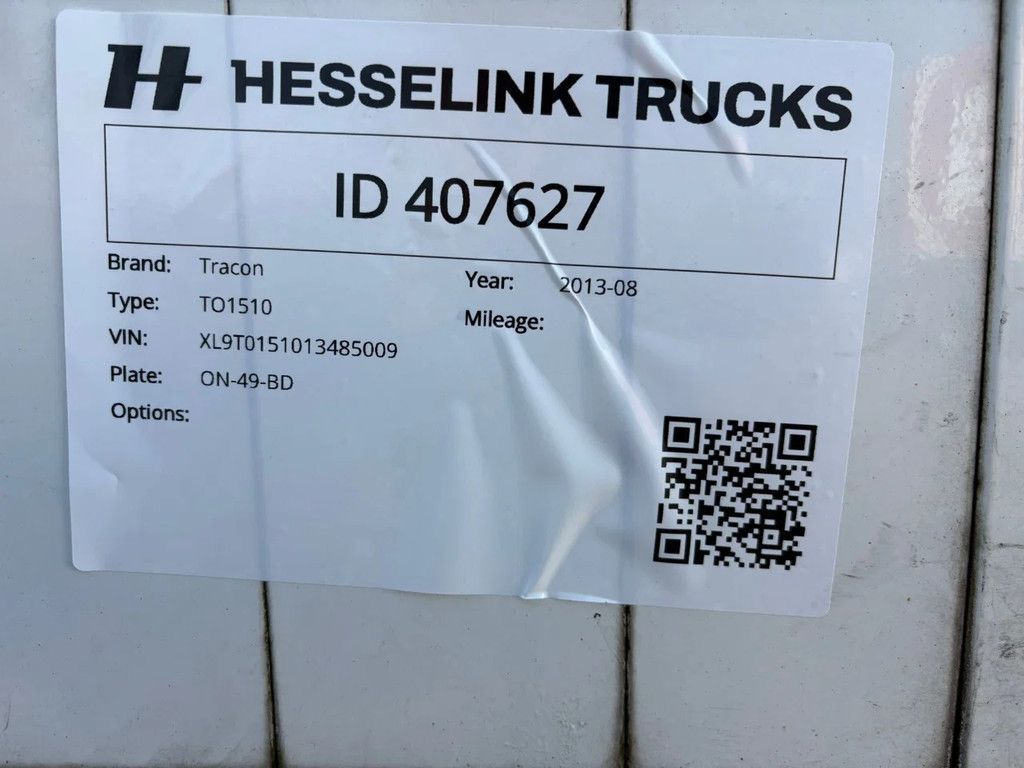 H HESSELINK TRUCKS
ID 407627
Brand: Tracon
Type: TO1510
VIN: XL9T0151013485009
Plate: ON-49-BD
Options:
Year: 2013-08
Mileage: